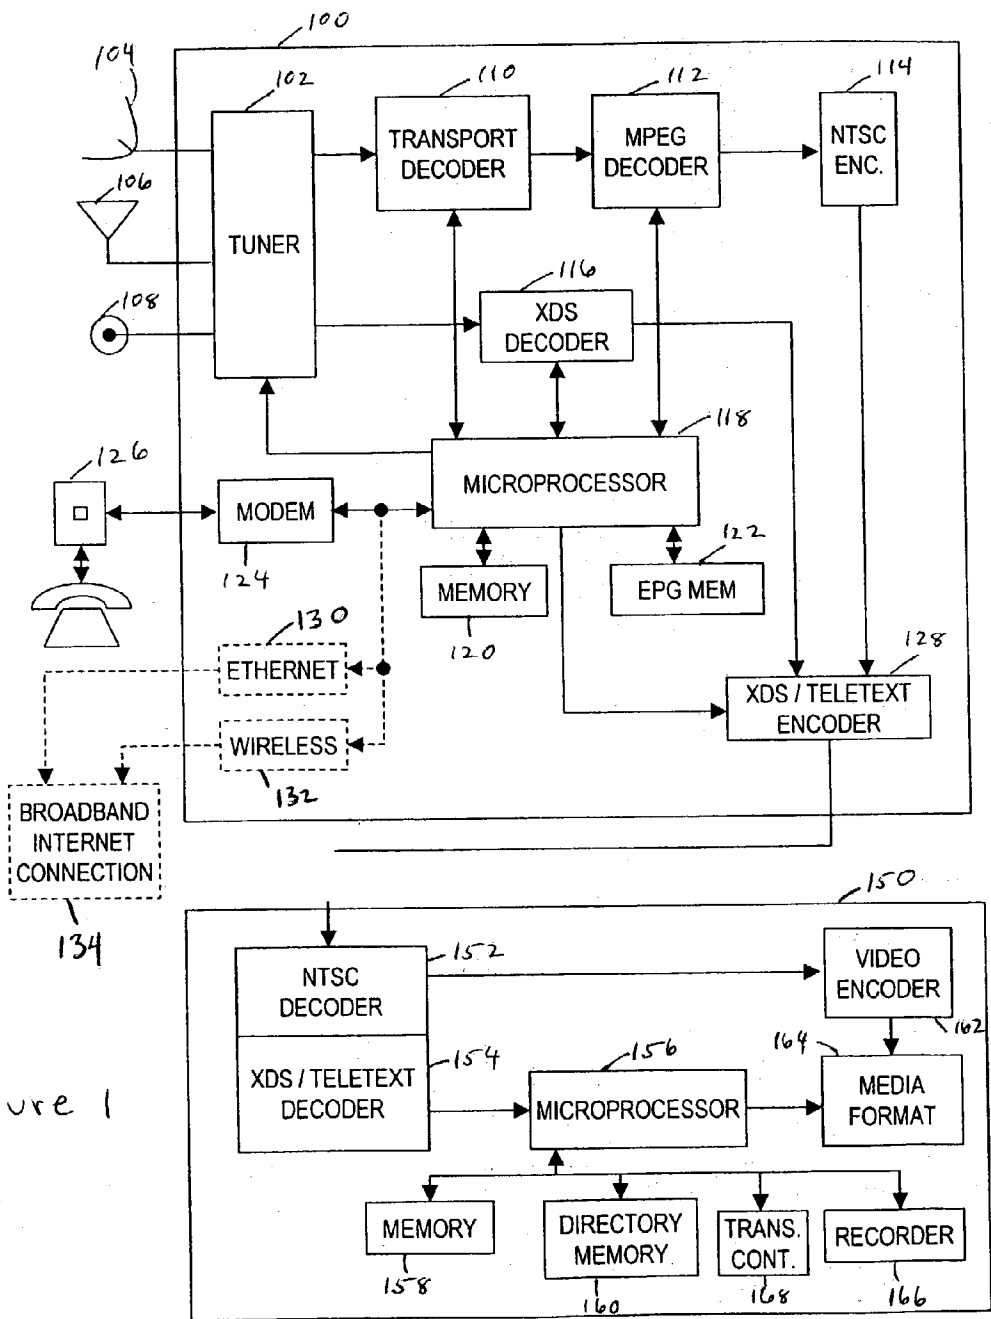 100
104
102
110
112
114
TRANSPORT
DECODER
MPEG
DECODER
NTSC
ENC.
106
TUNER
116
108
XDS
DECODER
118
126
MICROPROCESSOR
MODEM
124
122
MEMORY
EPG MEM
120
130
ETHERNET
128
XDS / TELETEXT
ENCODER
WIRELESS
132
BROADBAND
INTERNET
CONNECTION
134
150
152
NTSC
DECODER
VIDEO
ENCODER
162
154
156
164
XDS / TELETEXT
DECODER
MICROPROCESSOR
MEDIA
FORMAT
ure 1
MEMORY
DIRECTORY
MEMORY
TRANS.
CONT.
RECORDER
158
160
168
166